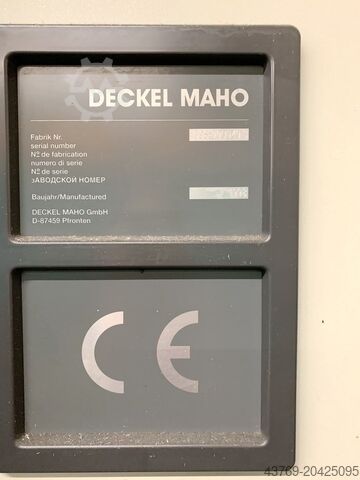 DECKEL MAHO
Fabrik Nr.
serial number
No de fabrication
numero di serie
No de serie
зАВОДСКОЙ НОМЕР
Baujahr/Manufactured
DECKEL MAHO GmbH
D-87459 Pfronten
CE
43769-20425095